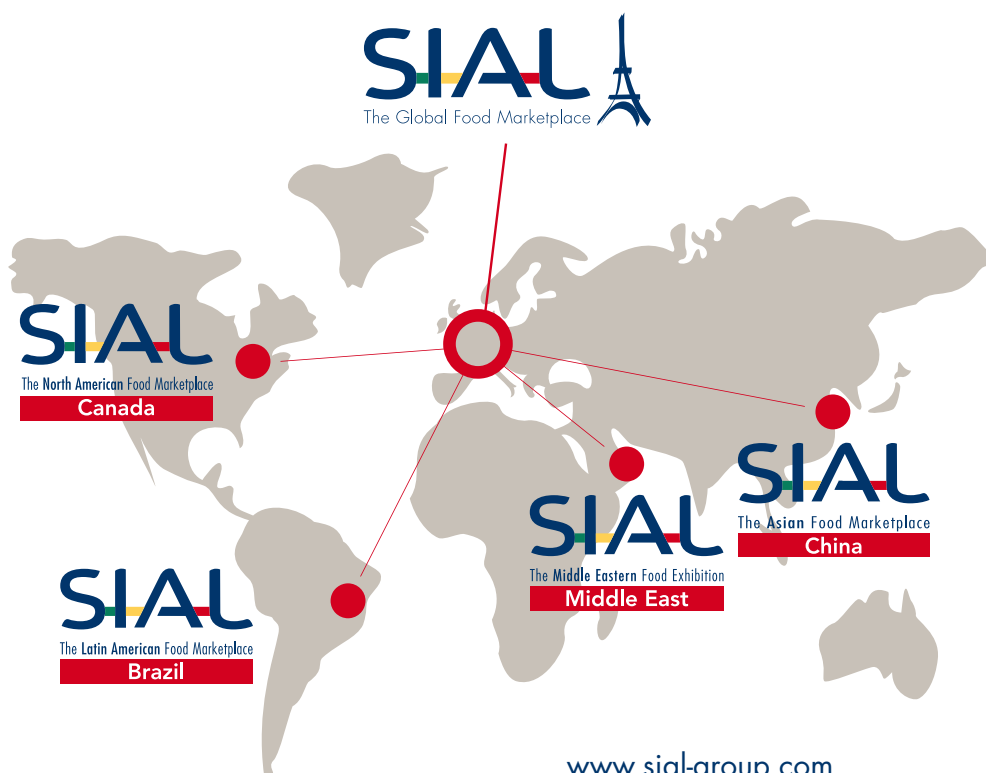 SIAL
The Global Food Marketplace
SIAL
The North American Food Marketplace
Canada
SIAL
The Asian Food Marketplace
China
SIAL
The Middle Eastern Food Exhibition
Middle East
SIAL
The Latin American Food Marketplace
Brazil
www.sial-group.com